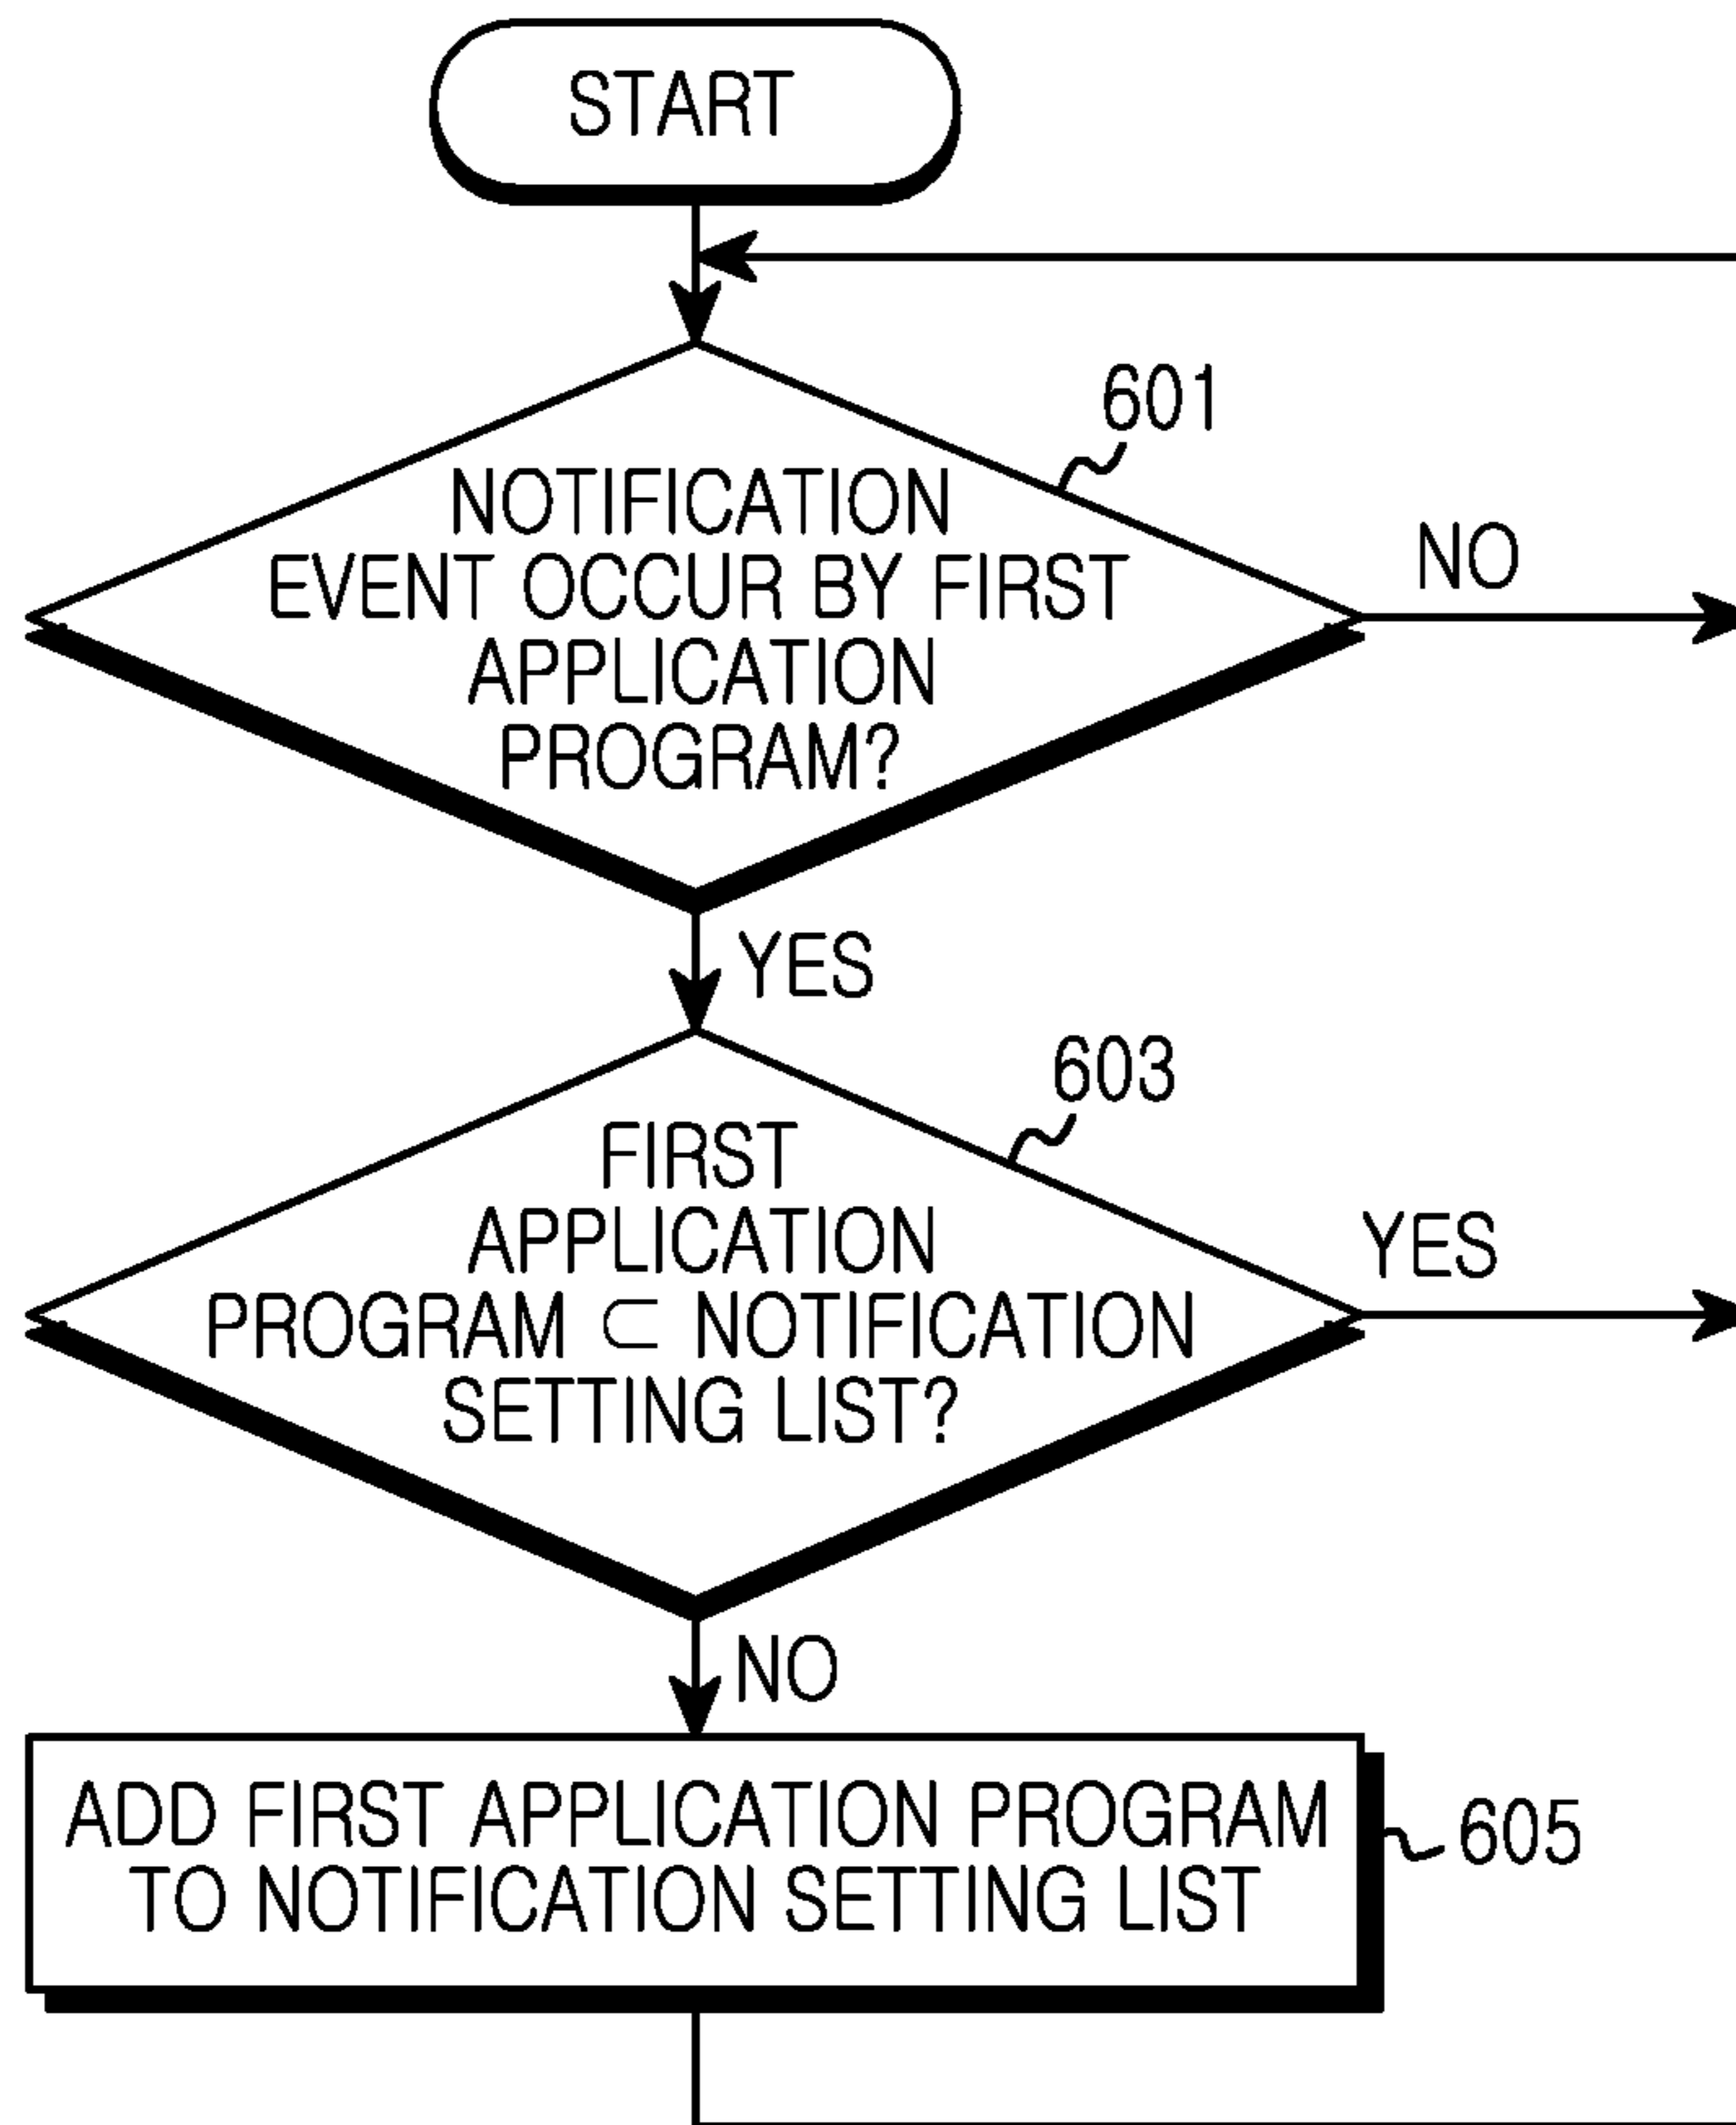 START
601
NOTIFICATION
EVENT OCCUR BY FIRST
APPLICATION
PROGRAM?
NO
YES
603
FIRST
APPLICATION
PROGRAM ⊂ NOTIFICATION
SETTING LIST?
YES
NO
ADD FIRST APPLICATION PROGRAM
TO NOTIFICATION SETTING LIST
605